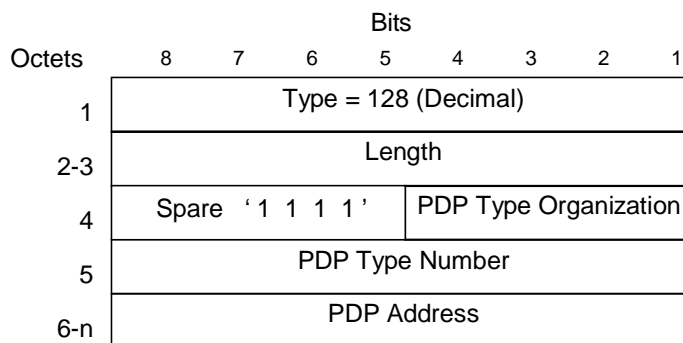 Bits
Octets 8 7 6 5 4 3 2 1
1 Type = 128 (Decimal)
2-3 Length
4 Spare ‘ 1 1 1 1 ’ PDP Type Organization
5 PDP Type Number
6-n PDP Address